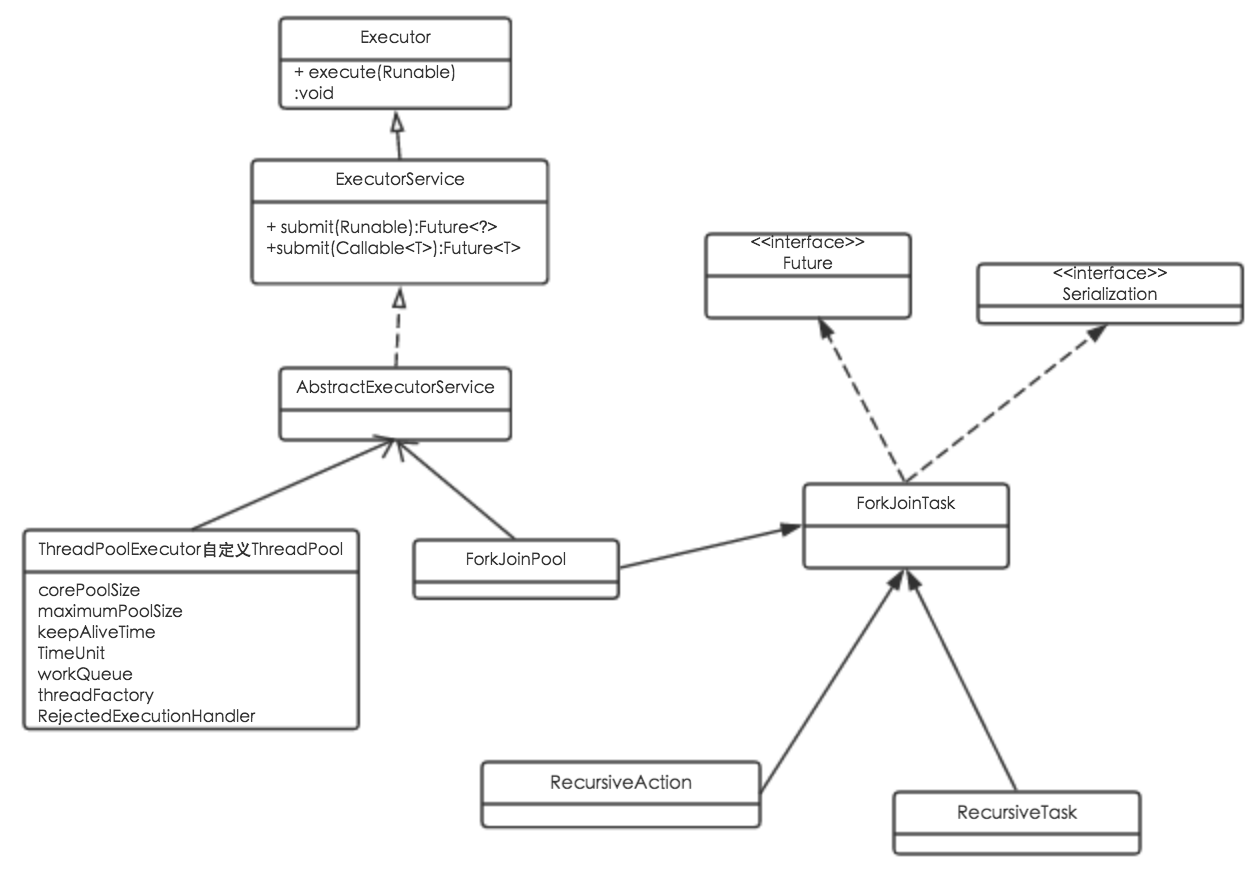 Executor
+ execute(Runable)
:void
ExecutorService
+ submit(Runable):Future<?>
+submit(Callable<T>):Future<T>
<<interface>>
Future
<<interface>>
Serialization
AbstractExecutorService
ForkJoinTask
ThreadPoolExecutor自定义ThreadPool
corePoolSize
maximumPoolSize
keepAliveTime
TimeUnit
workQueue
threadFactory
RejectedExecutionHandler
ForkJoinPool
RecursiveAction
RecursiveTask